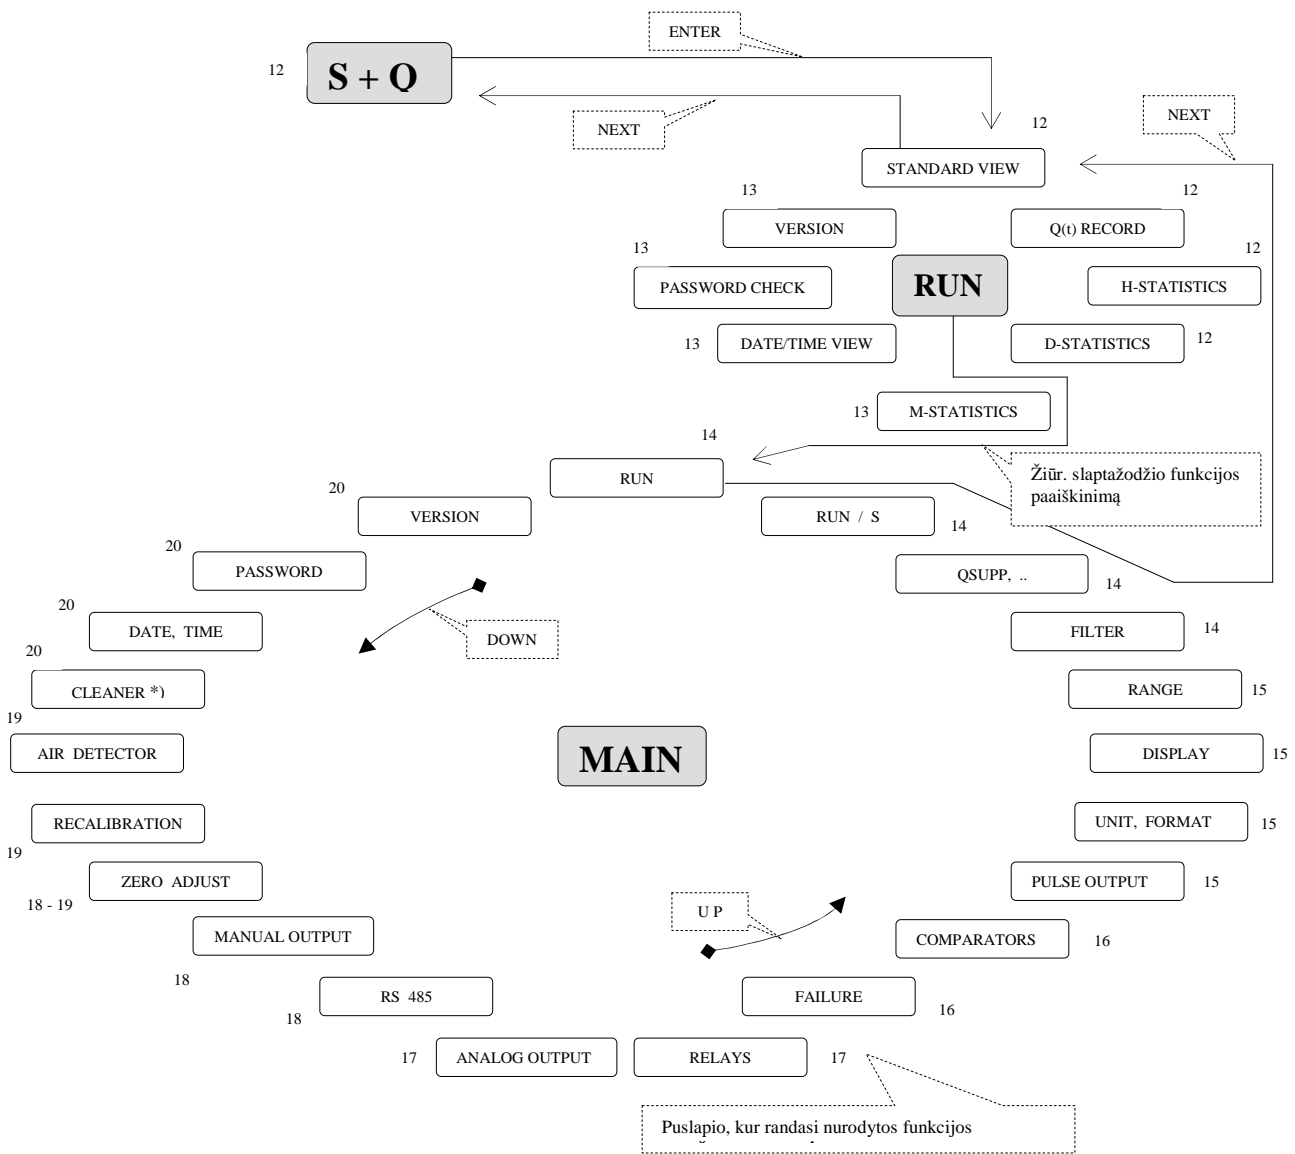 ENTER
12
S + Q
NEXT
12
NEXT
STANDARD VIEW
13
12
VERSION
Q(t) RECORD
13
12
PASSWORD CHECK
RUN
H-STATISTICS
13
DATE/TIME VIEW
D-STATISTICS
12
13
M-STATISTICS
14
Žiūr. slaptažodžio funkcijos
paaiškinimą
RUN
20
VERSION
RUN / S
14
20
PASSWORD
QSUPP, ..
14
20
DATE, TIME
DOWN
FILTER
14
20
CLEANER *)
RANGE
15
19
AIR DETECTOR
MAIN
DISPLAY
15
RECALIBRATION
UNIT, FORMAT
15
19
ZERO ADJUST
PULSE OUTPUT
15
18 - 19
U P
MANUAL OUTPUT
COMPARATORS
16
18
RS 485
FAILURE
18
16
17
ANALOG OUTPUT
RELAYS
17
Puslapio, kur randasi nurodytos funkcijos